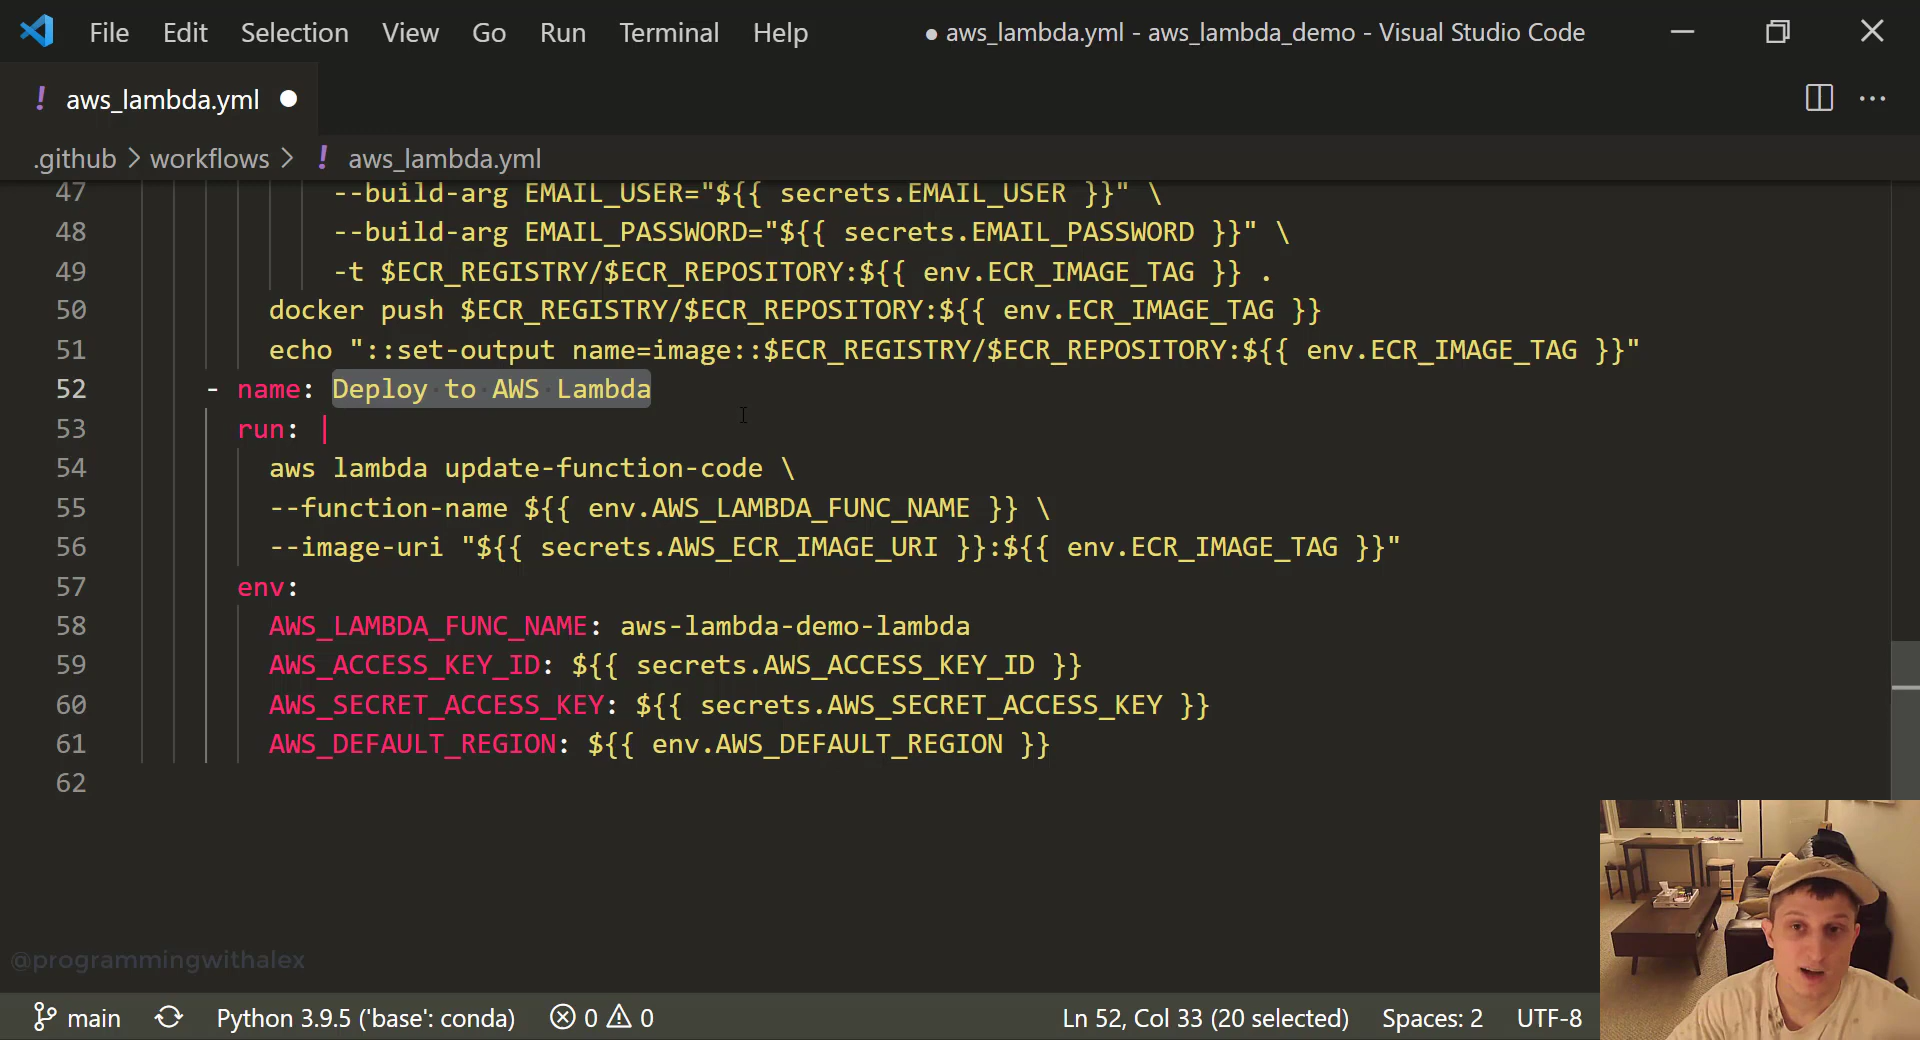 File Edit Selection View Go Run Terminal Help ● aws_lambda.yml - aws_lambda_demo - Visual Studio Code
! aws_lambda.yml ●
.github > workflows > ! aws_lambda.yml
47 --build-arg EMAIL_USER="${{ secrets.EMAIL_USER }}" \
48 --build-arg EMAIL_PASSWORD="${{ secrets.EMAIL_PASSWORD }}" \
49 -t $ECR_REGISTRY/$ECR_REPOSITORY:${{ env.ECR_IMAGE_TAG }} .
50 docker push $ECR_REGISTRY/$ECR_REPOSITORY:${{ env.ECR_IMAGE_TAG }}
51 echo "::set-output name=image::$ECR_REGISTRY/$ECR_REPOSITORY:${{ env.ECR_IMAGE_TAG }}"
52 - name: Deploy to AWS Lambda
53 run: |
54 aws lambda update-function-code \
55 --function-name ${{ env.AWS_LAMBDA_FUNC_NAME }} \
56 --image-uri "${{ secrets.AWS_ECR_IMAGE_URI }}:${{ env.ECR_IMAGE_TAG }}"
57 env:
58 AWS_LAMBDA_FUNC_NAME: aws-lambda-demo-lambda
59 AWS_ACCESS_KEY_ID: ${{ secrets.AWS_ACCESS_KEY_ID }}
60 AWS_SECRET_ACCESS_KEY: ${{ secrets.AWS_SECRET_ACCESS_KEY }}
61 AWS_DEFAULT_REGION: ${{ env.AWS_DEFAULT_REGION }}
62
@programmingwithalex
main Python 3.9.5 ('base': conda) 0 0 Ln 52, Col 33 (20 selected) Spaces: 2 UTF-8